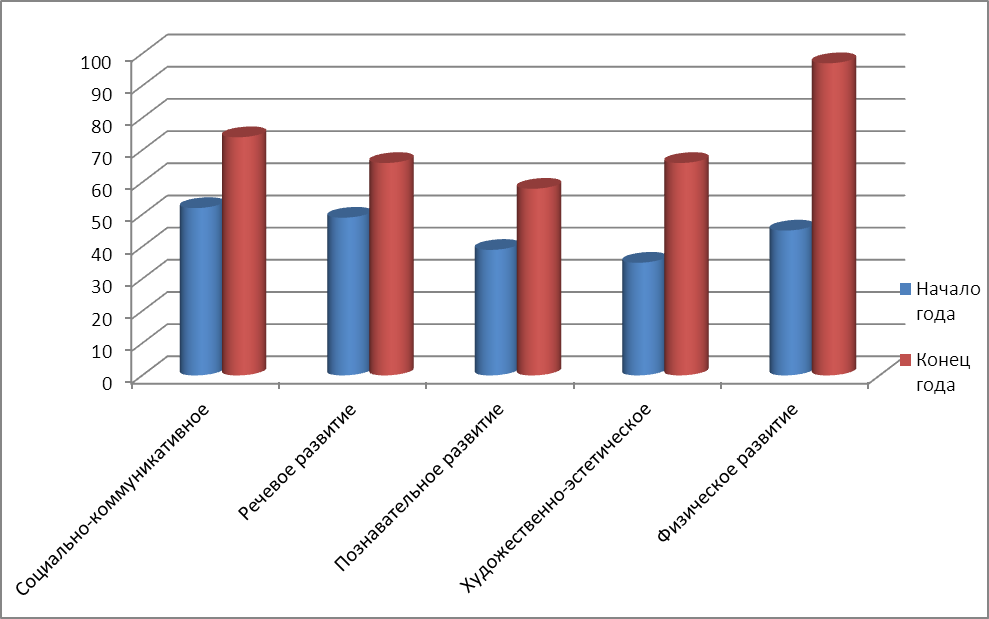 100
90
80
70
60
50
40
30
20
10
0
Социально-коммуникативное
Речевое развитие
Познавательное развитие
Художественно-эстетическое
Физическое развитие
Начало
года
Конец
года